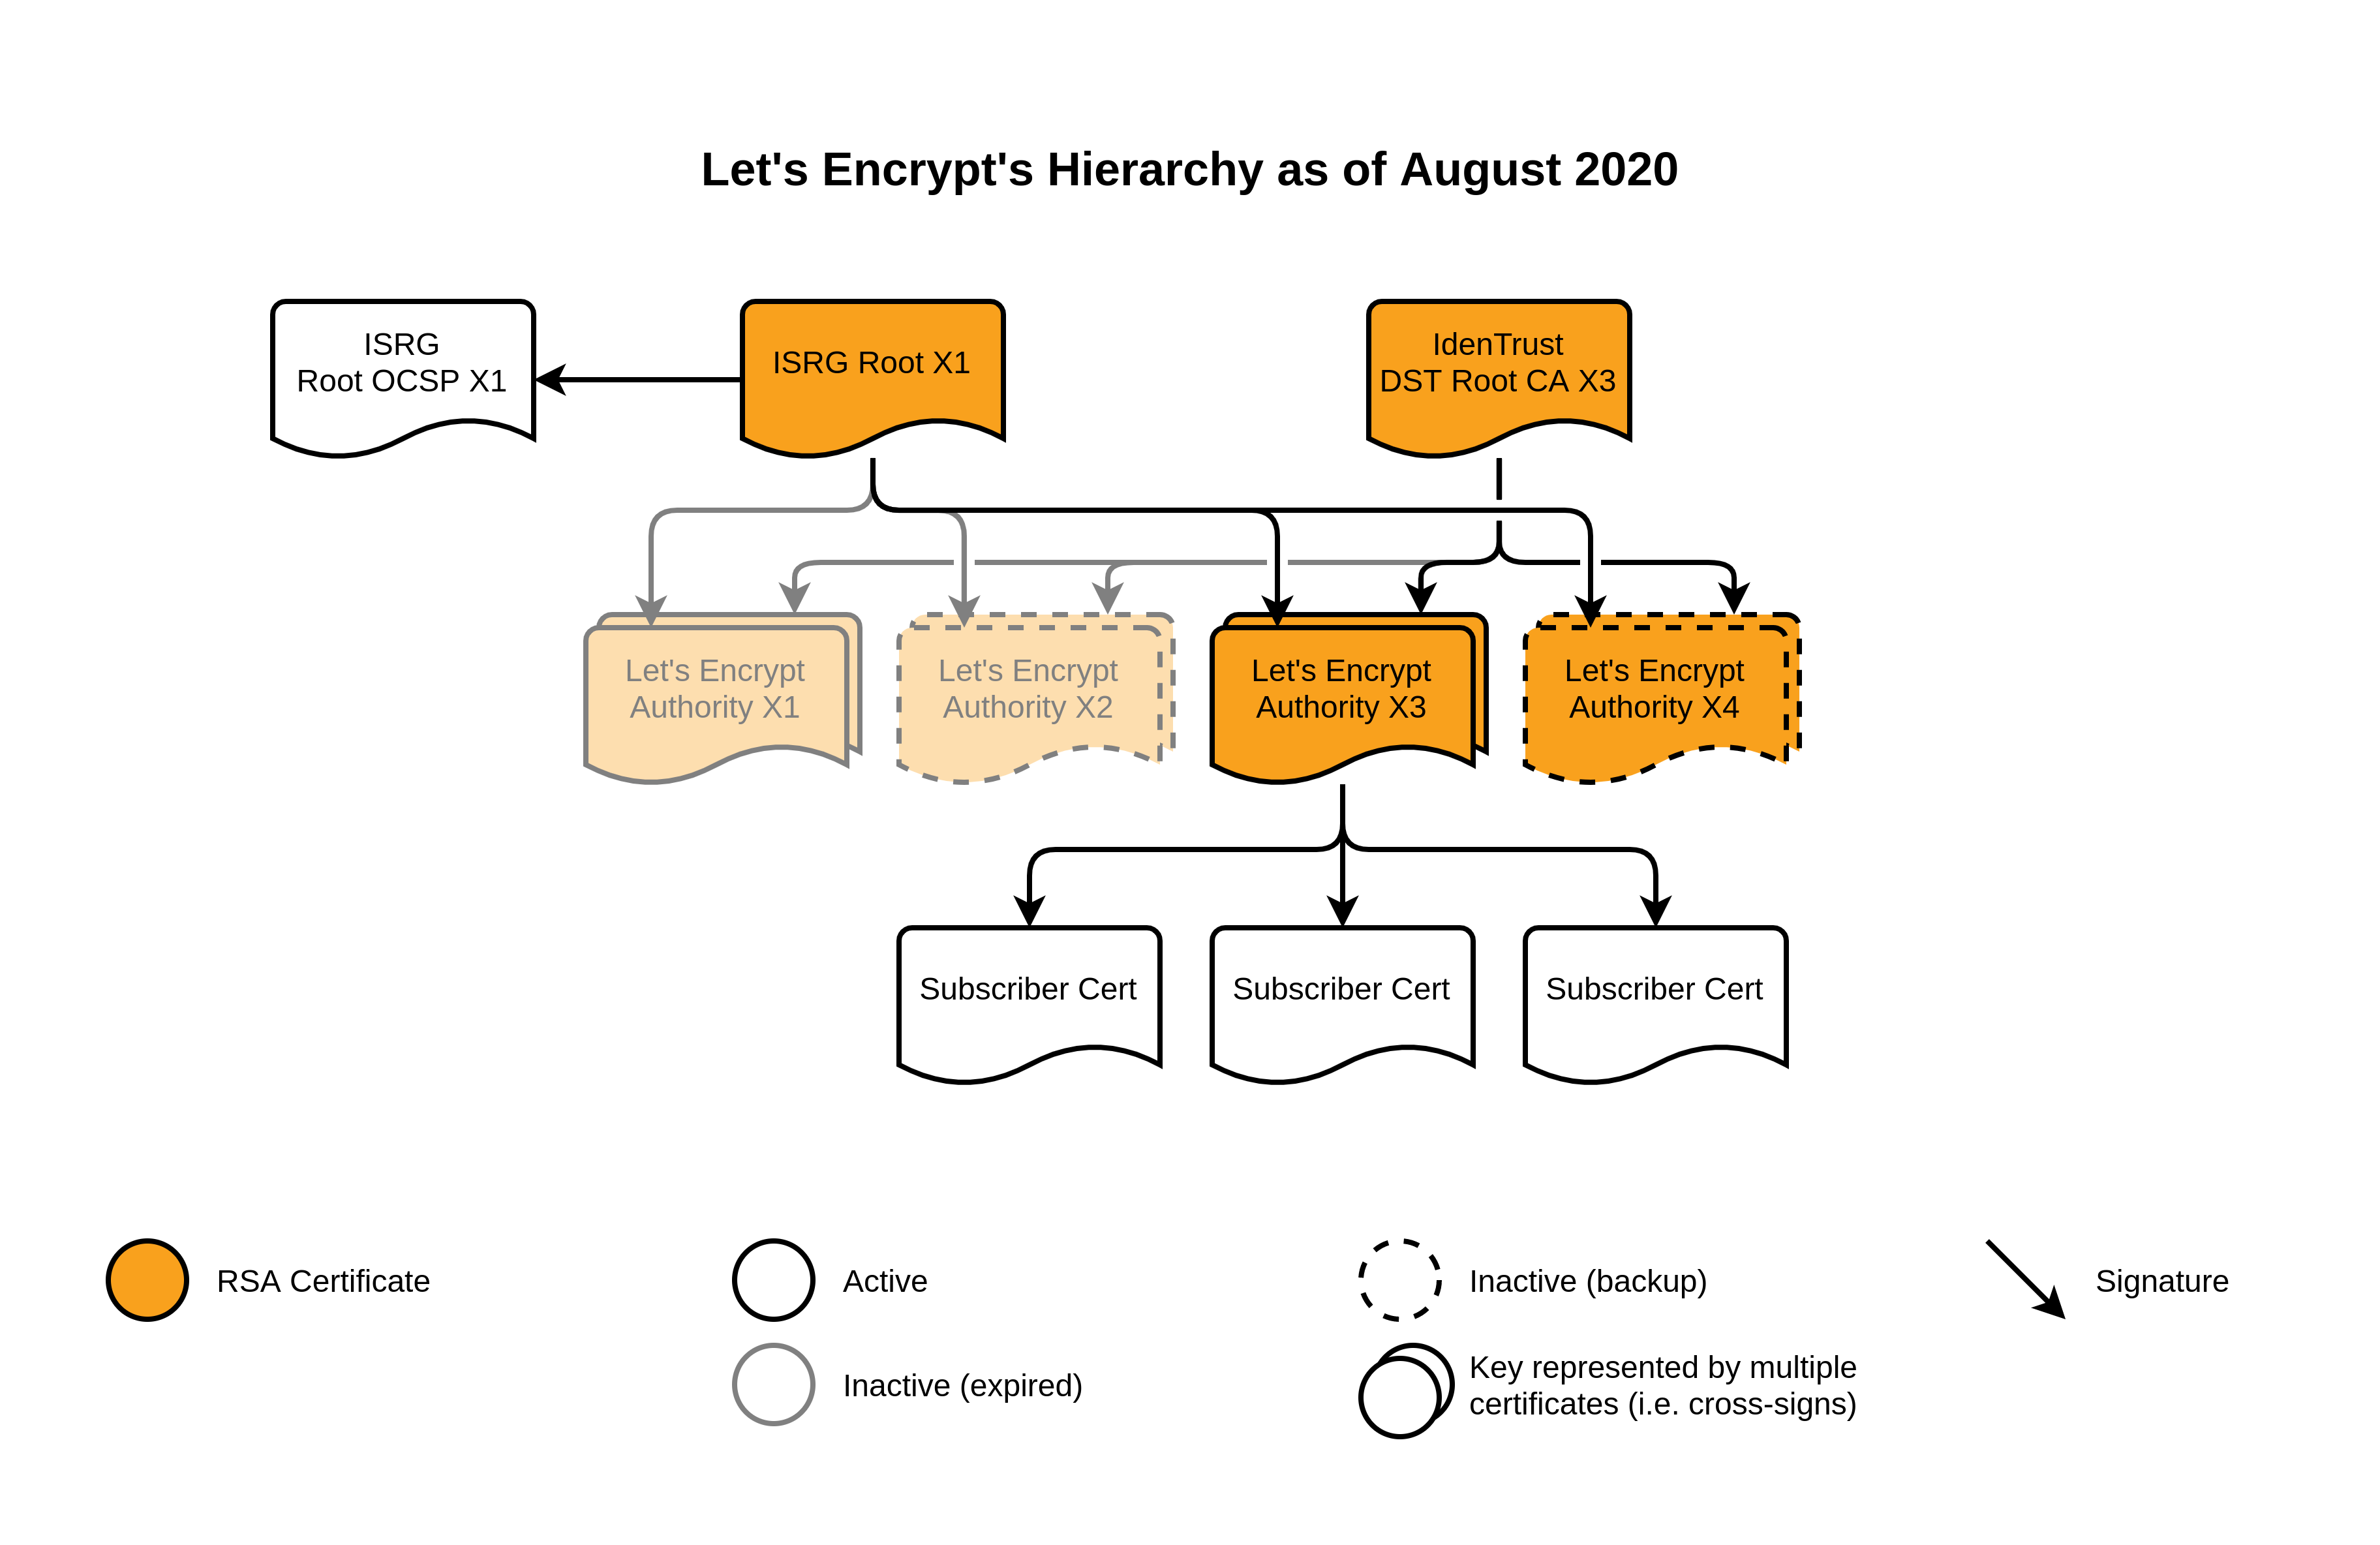 Let's Encrypt's Hierarchy as of August 2020
ISRG
Root OCSP X1
ISRG Root X1
IdenTrust
DST Root CA X3
Let's Encrypt
Authority X1
Let's Encrypt
Authority X2
Let's Encrypt
Authority X3
Let's Encrypt
Authority X4
Subscriber Cert
Subscriber Cert
Subscriber Cert
RSA Certificate
Active
Inactive (backup)
Signature
Inactive (expired)
Key represented by multiple
certificates (i.e. cross-signs)